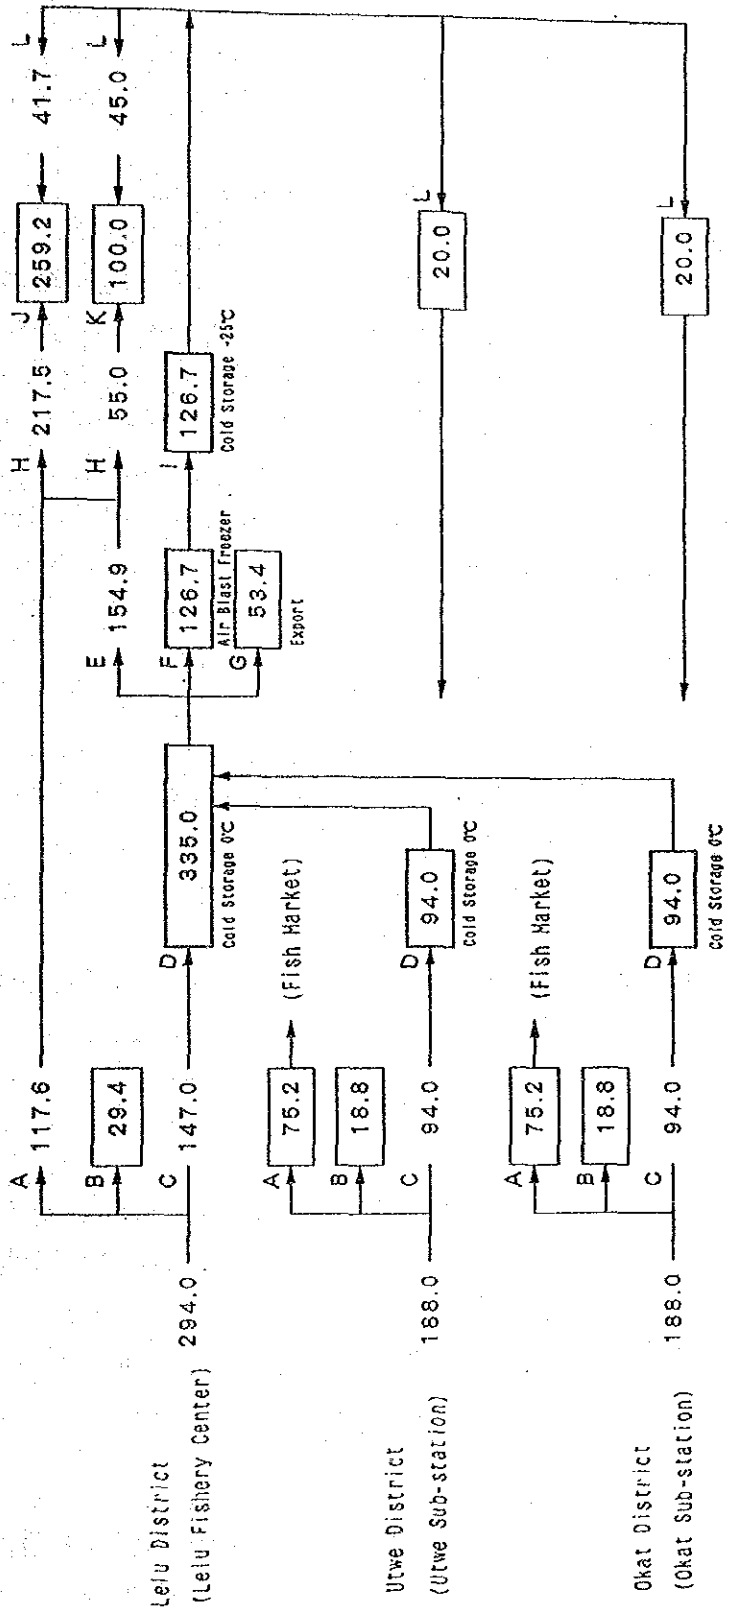 Lelu District
(Lelu Fishery Center)
294.0
A
117.6
B
29.4
C
147.0
D
335.0
Cold Storage 0℃
E
154.9
F
126.7
Air Blast Freezer
G
53.4
Export
H
217.5
J
259.2
41.7
L
H
55.0
K
100.0
45.0
L
I
126.7
Cold Storage -25℃
Utwe District
(Utwe Sub-station)
188.0
A
75.2
(Fish Market)
B
18.8
C
94.0
D
94.0
Cold Storage 0℃
20.0
L
Okat District
(Okat Sub-station)
188.0
A
75.2
(Fish Market)
B
18.8
C
94.0
D
94.0
Cold Storage 0℃
20.0
L